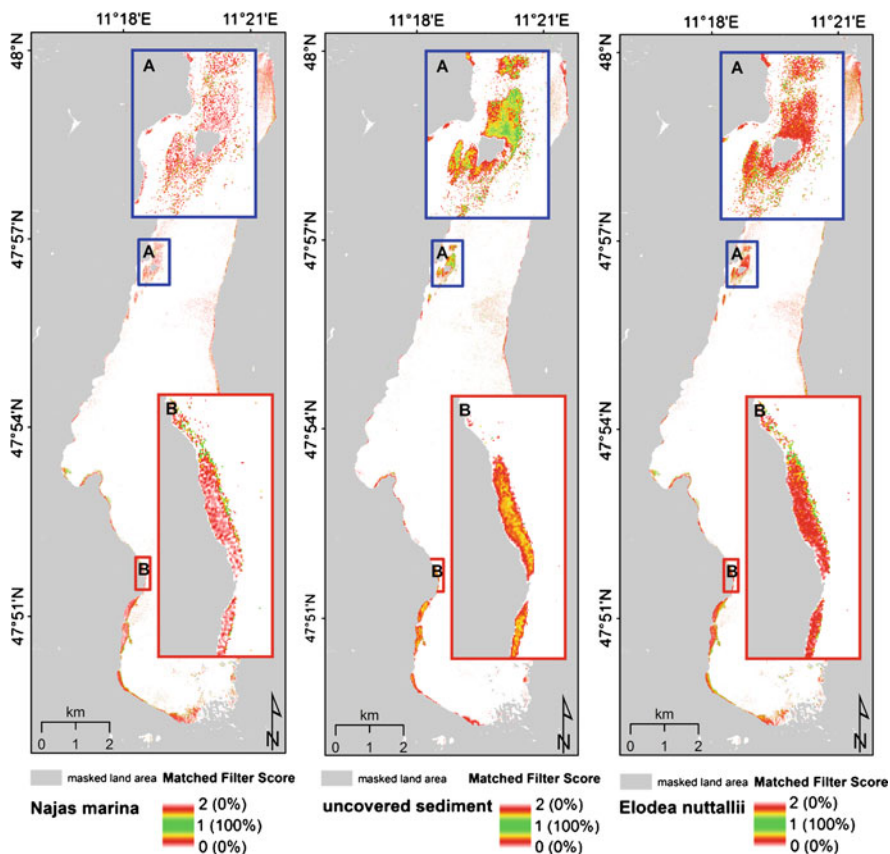 11°18'E 11°21'E
11°18'E 11°21'E
11°18'E 11°21'E
48°N
47°57'N
47°54'N
47°51'N
A
A
B
B
km
0 1 2
N
masked land area Matched Filter Score
Najas marina
2 (0%)
1 (100%)
0 (0%)
48°N
47°57'N
47°54'N
47°51'N
A
A
B
B
km
0 1 2
N
masked land area Matched Filter Score
uncovered sediment
2 (0%)
1 (100%)
0 (0%)
48°N
47°57'N
47°54'N
47°51'N
A
A
B
B
km
0 1 2
N
masked land area Matched Filter Score
Elodea nuttallii
2 (0%)
1 (100%)
0 (0%)